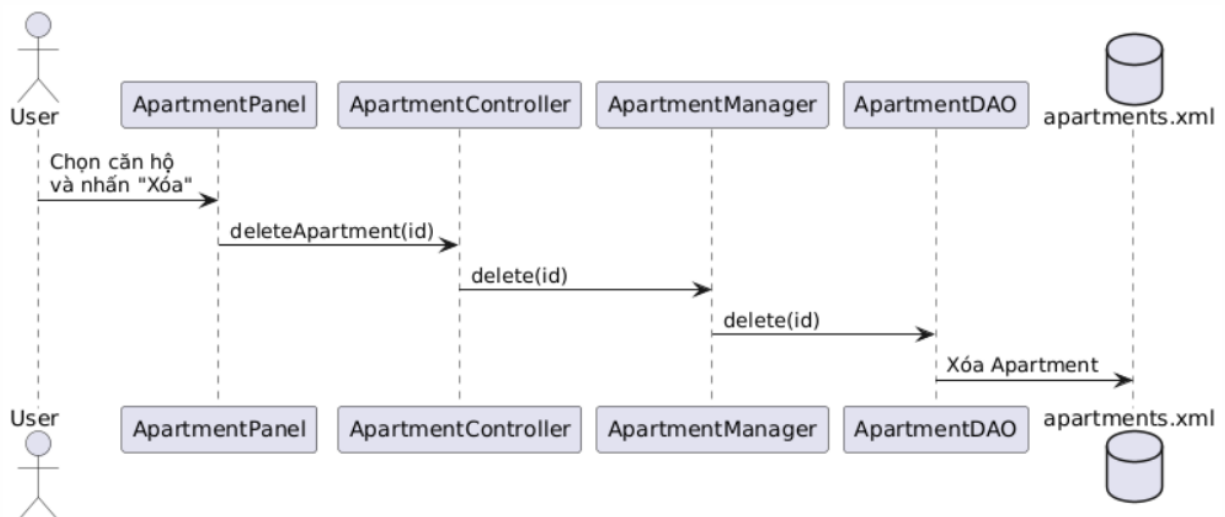 User
ApartmentPanel
ApartmentController
ApartmentManager
ApartmentDAO
apartments.xml
Chọn căn hộ
và nhấn "Xóa"
deleteApartment(id)
delete(id)
delete(id)
Xóa Apartment
User
ApartmentPanel
ApartmentController
ApartmentManager
ApartmentDAO
apartments.xml